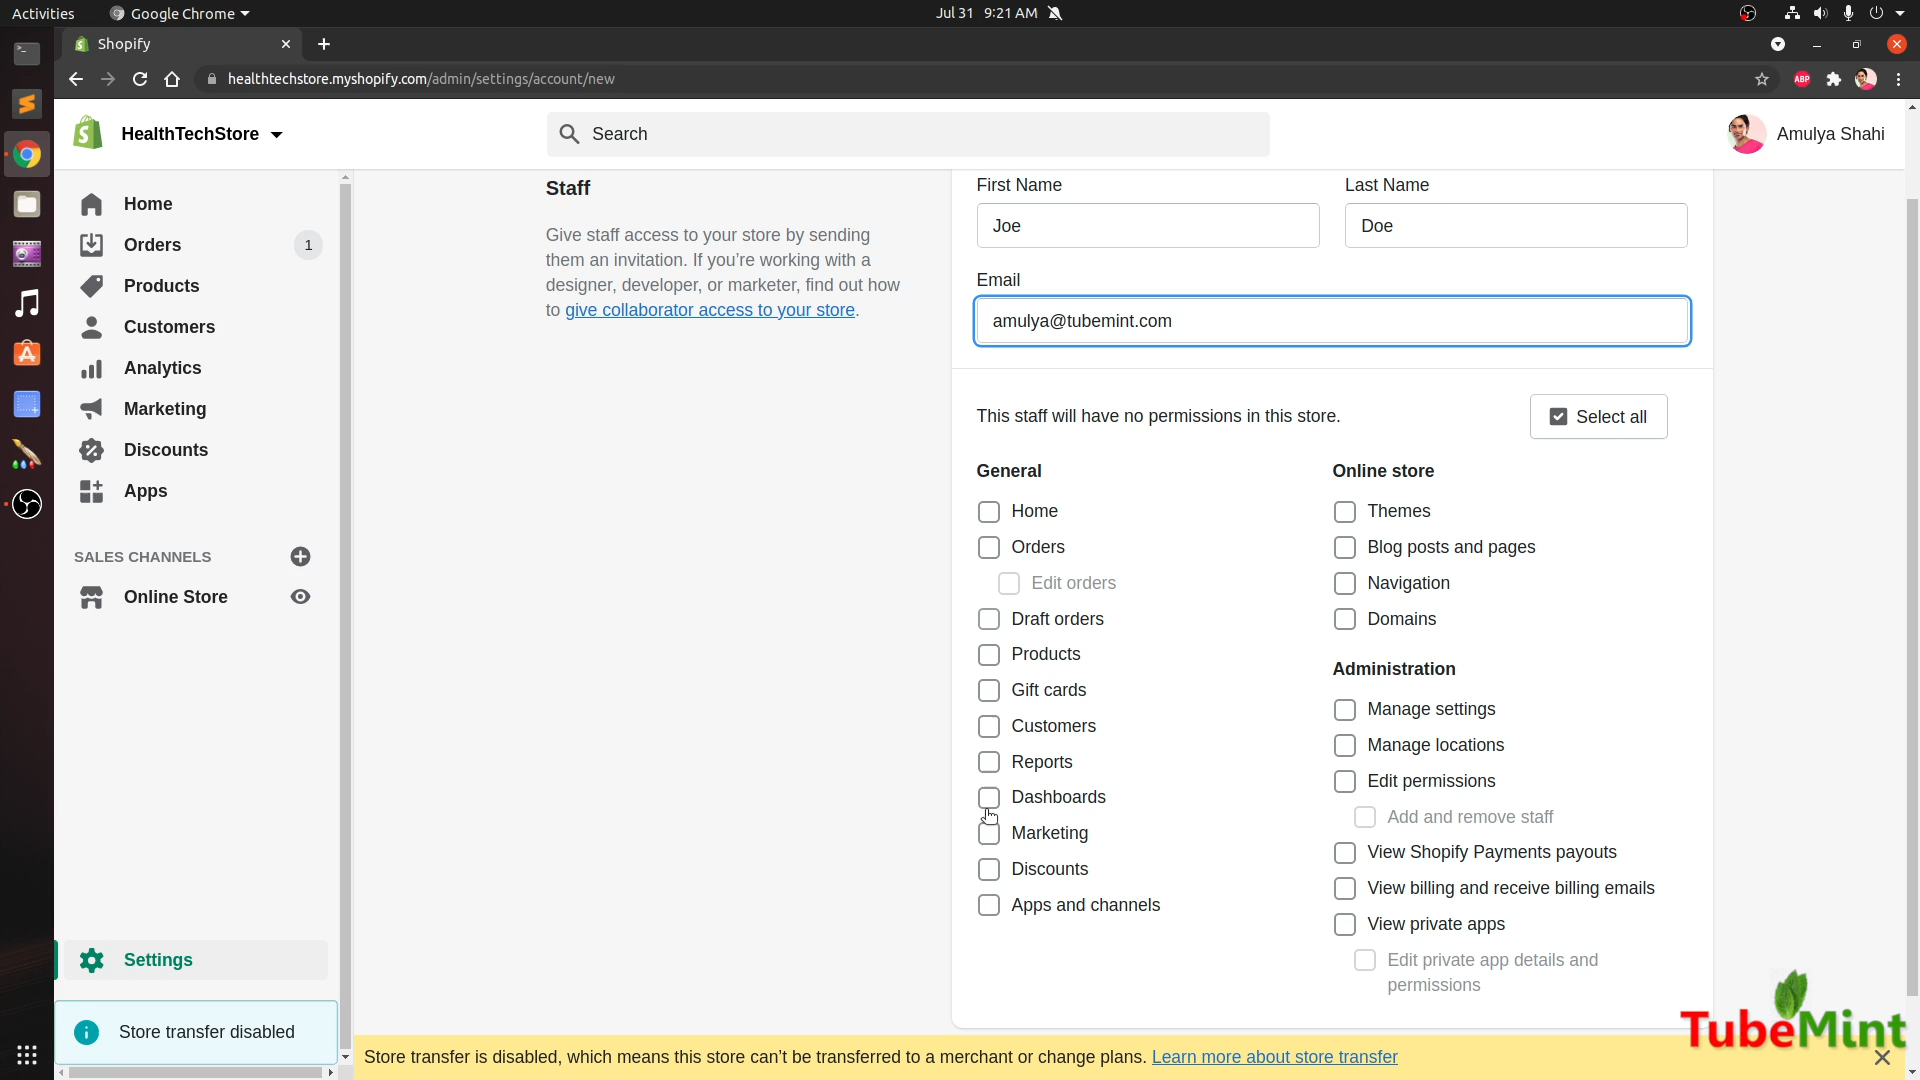 Activities
Google Chrome
Jul 31 9:21 AM
Shopify
healthtechstore.myshopify.com/admin/settings/account/new
ABP
HealthTechStore
Search
Amulya Shahi
Home
Orders
1
Products
Customers
Analytics
Marketing
Discounts
Apps
SALES CHANNELS
Online Store
Settings
Store transfer disabled
Staff
Give staff access to your store by sending
them an invitation. If you're working with a
designer, developer, or marketer, find out how
to give collaborator access to your store.
First Name
Last Name
Joe
Doe
Email
amulya@tubemint.com
This staff will have no permissions in this store.
Select all
General
Home
Orders
Edit orders
Draft orders
Products
Gift cards
Customers
Reports
Dashboards
Marketing
Discounts
Apps and channels
Online store
Themes
Blog posts and pages
Navigation
Domains
Administration
Manage settings
Manage locations
Edit permissions
Add and remove staff
View Shopify Payments payouts
View billing and receive billing emails
View private apps
Edit private app details and
permissions
TubeMint
Store transfer is disabled, which means this store can't be transferred to a merchant or change plans. Learn more about store transfer